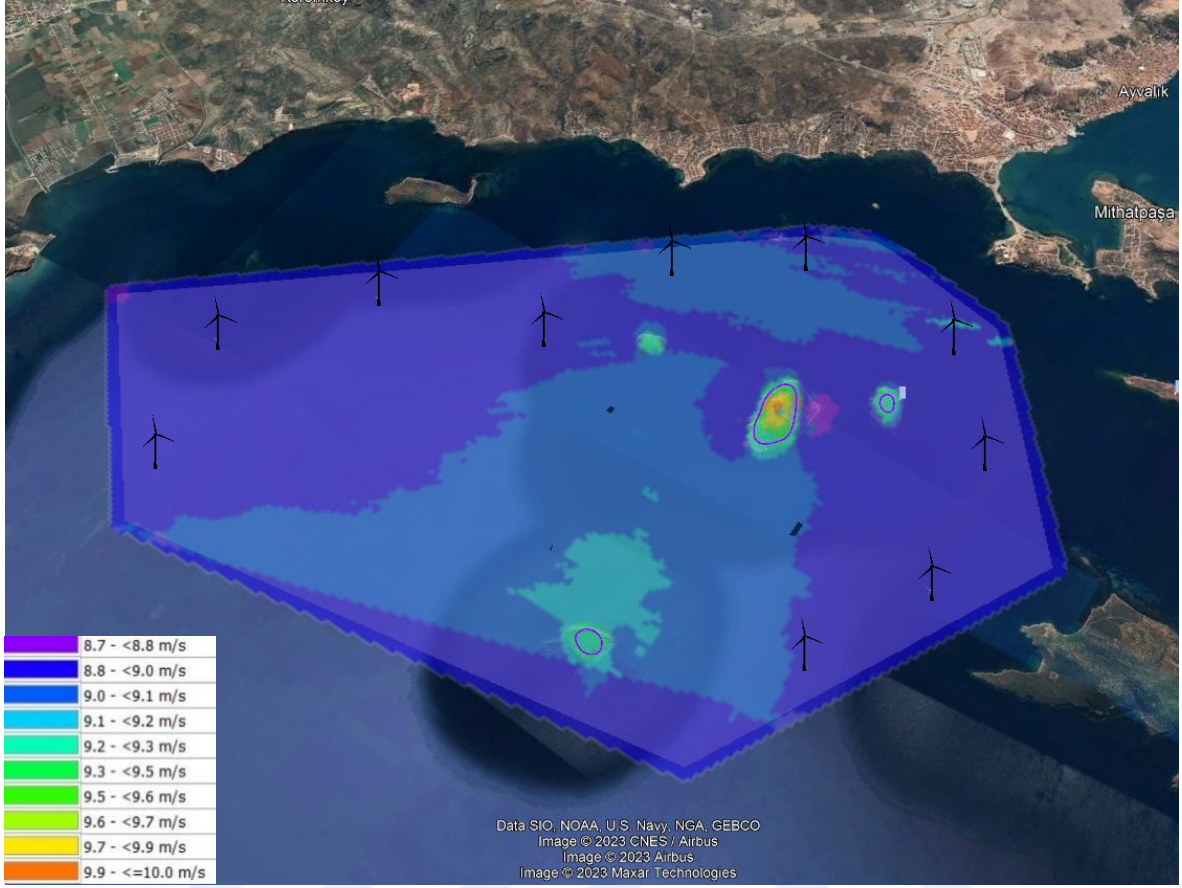 Ayvalık
Mithatpaşa
8.7 - <8.8 m/s
8.8 - <9.0 m/s
9.0 - <9.1 m/s
9.1 - <9.2 m/s
9.2 - <9.3 m/s
9.3 - <9.5 m/s
9.5 - <9.6 m/s
9.6 - <9.7 m/s
9.7 - <9.9 m/s
9.9 - <=10.0 m/s
Data SIO, NOAA, U.S. Navy, NGA, GEBCO
Image © 2023 CNES / Airbus
Image © 2023 Airbus
Image © 2023 Maxar Technologies